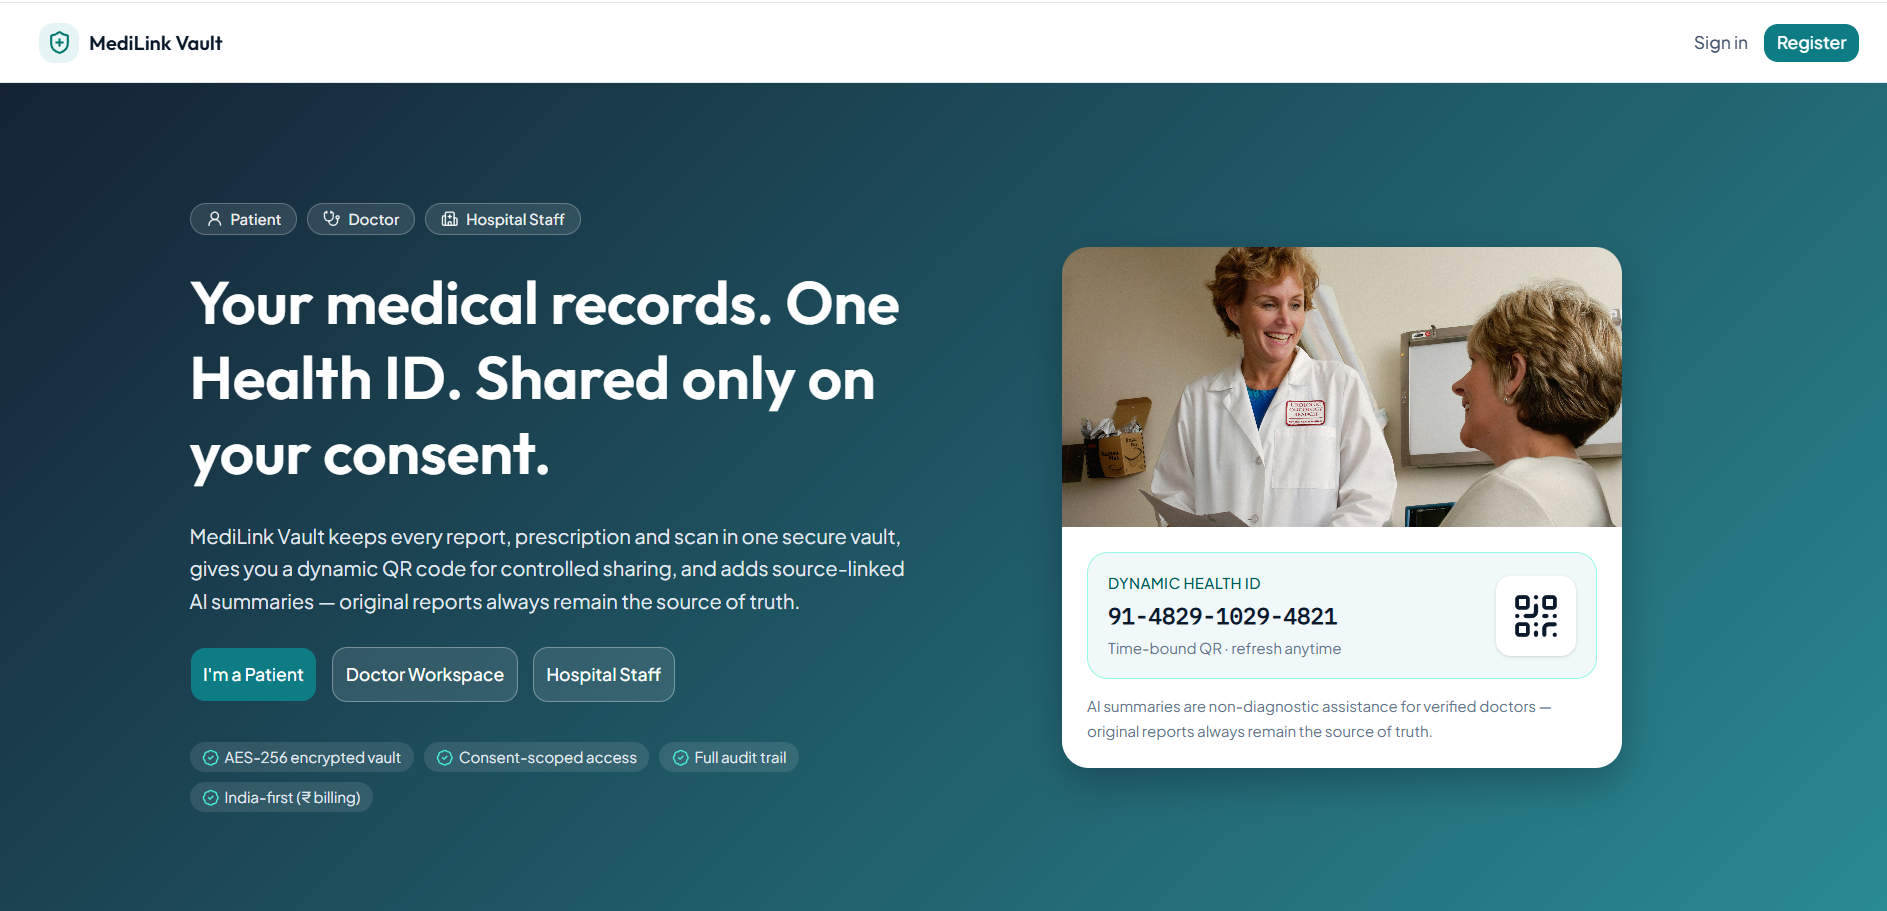 MediLink Vault
Sign in
Register
Patient
Doctor
Hospital Staff
Your medical records. One
Health ID. Shared only on
your consent.
MediLink Vault keeps every report, prescription and scan in one secure vault,
gives you a dynamic QR code for controlled sharing, and adds source-linked
AI summaries — original reports always remain the source of truth.
I'm a Patient
Doctor Workspace
Hospital Staff
AES-256 encrypted vault
Consent-scoped access
Full audit trail
India-first (₹ billing)
UROLOGIC
ONCOLOGY
BRANCH
DYNAMIC HEALTH ID
91-4829-1029-4821
Time-bound QR · refresh anytime
AI summaries are non-diagnostic assistance for verified doctors —
original reports always remain the source of truth.